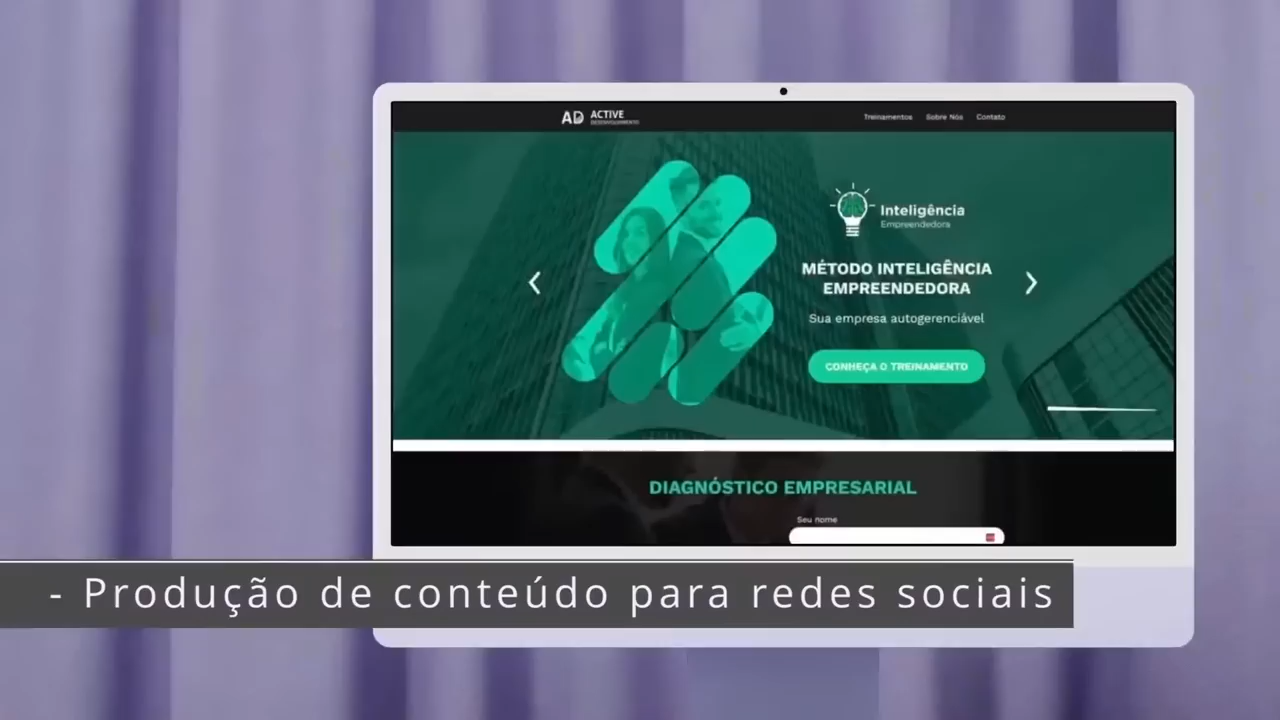 AD ACTIVE
DESENVOLVIMENTO
Treinamentos Sobre Nós Contato
Inteligência
Empreendedora
MÉTODO INTELIGÊNCIA
EMPREENDEDORA
Sua empresa autogerenciável
CONHEÇA O TREINAMENTO
DIAGNÓSTICO EMPRESARIAL
Seu nome
- Produção de conteúdo para redes sociais